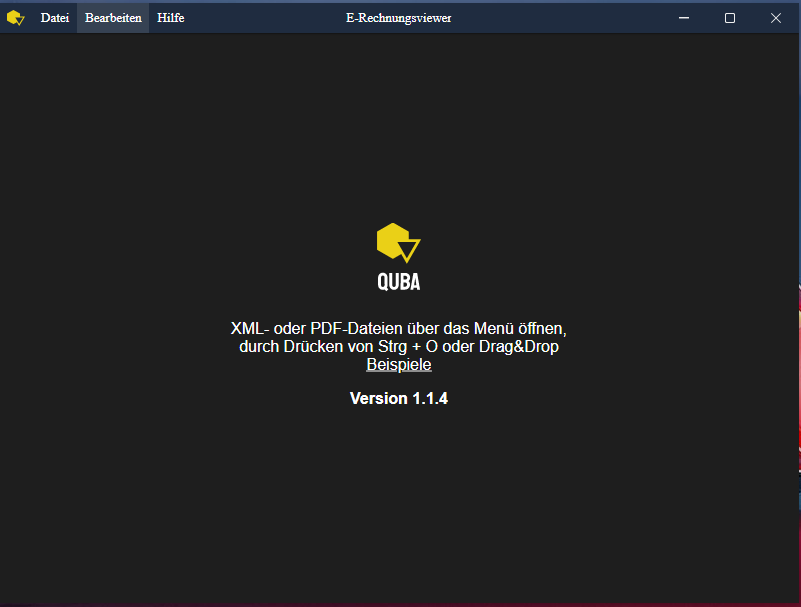 Datei Bearbeiten Hilfe E-Rechnungsviewer
QUBA
XML- oder PDF-Dateien über das Menü öffnen,
durch Drücken von Strg + O oder Drag&Drop
Beispiele
Version 1.1.4